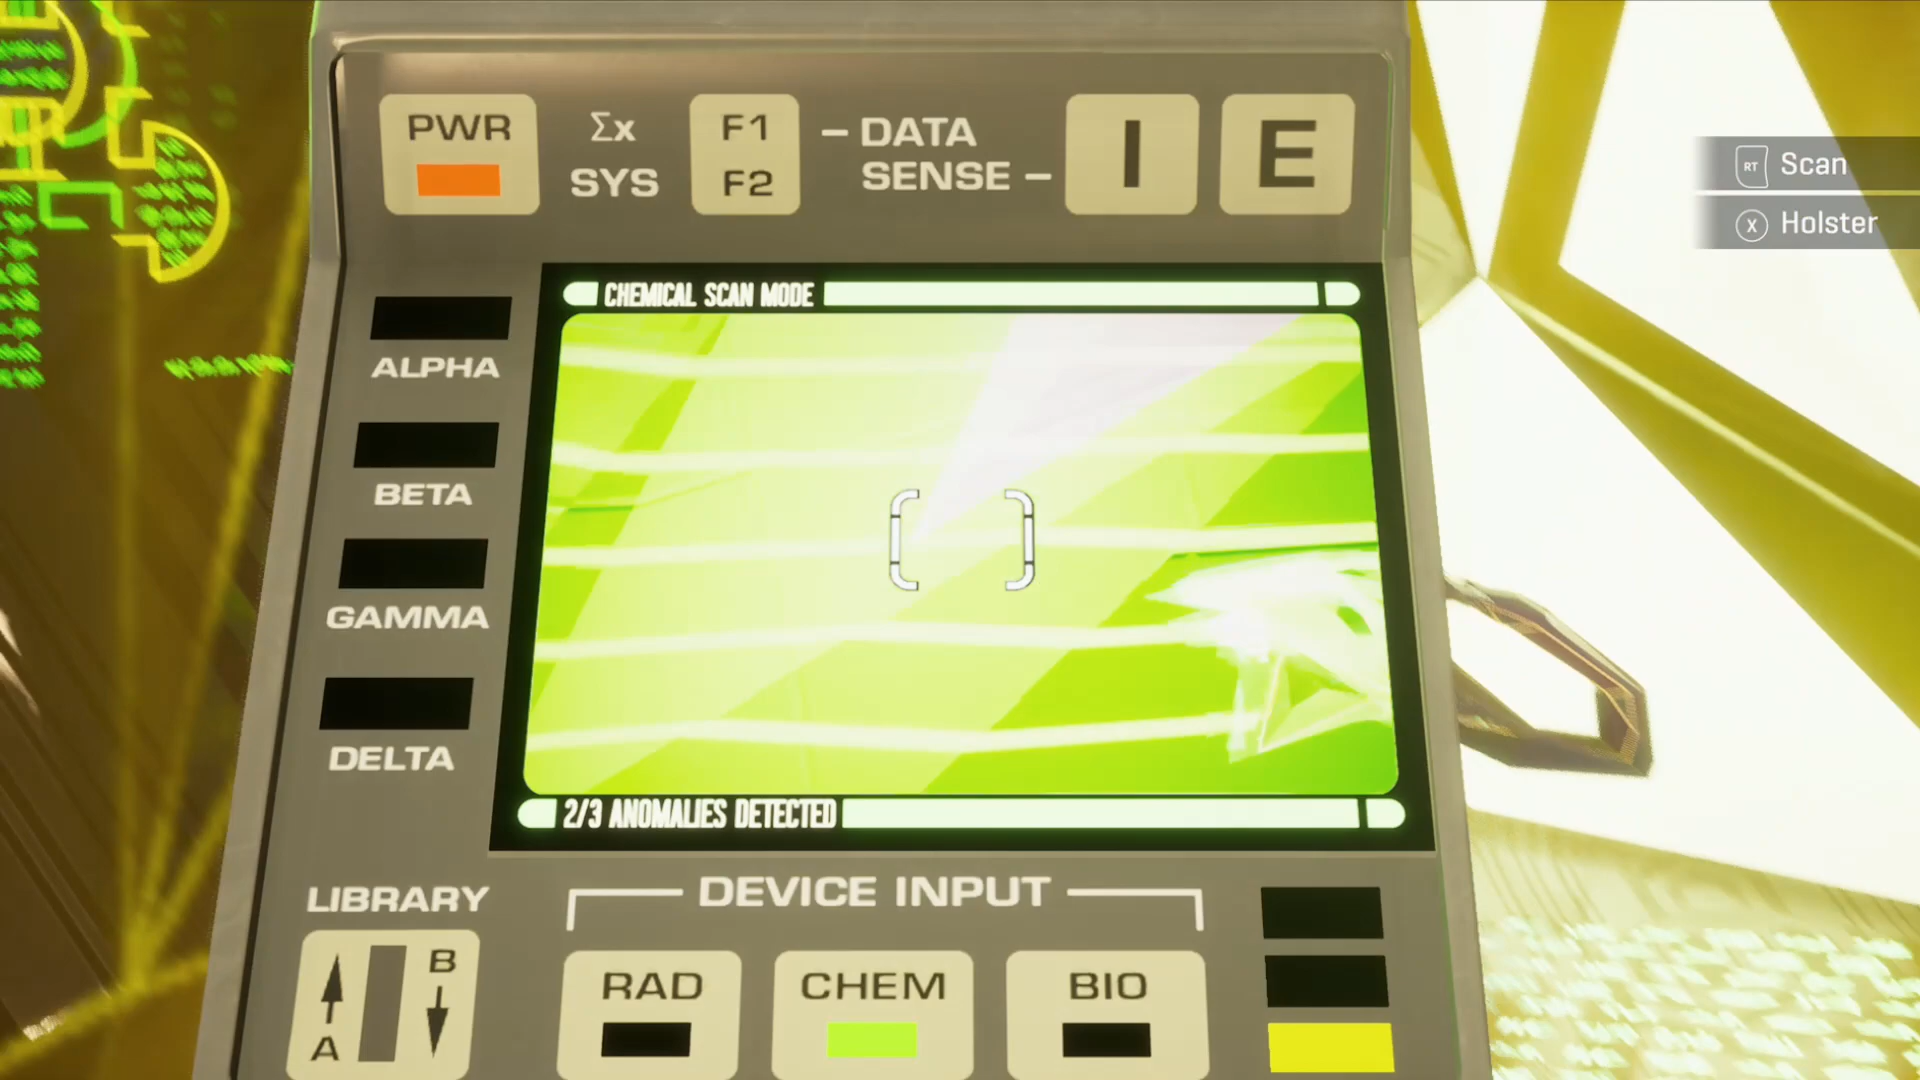 PWR
Σx
SYS
F1
F2
– DATA
SENSE –
I
E
RT Scan
X Holster
CHEMICAL SCAN MODE
ALPHA
BETA
GAMMA
DELTA
2/3 ANOMALIES DETECTED
LIBRARY
A
B
DEVICE INPUT
RAD
CHEM
BIO